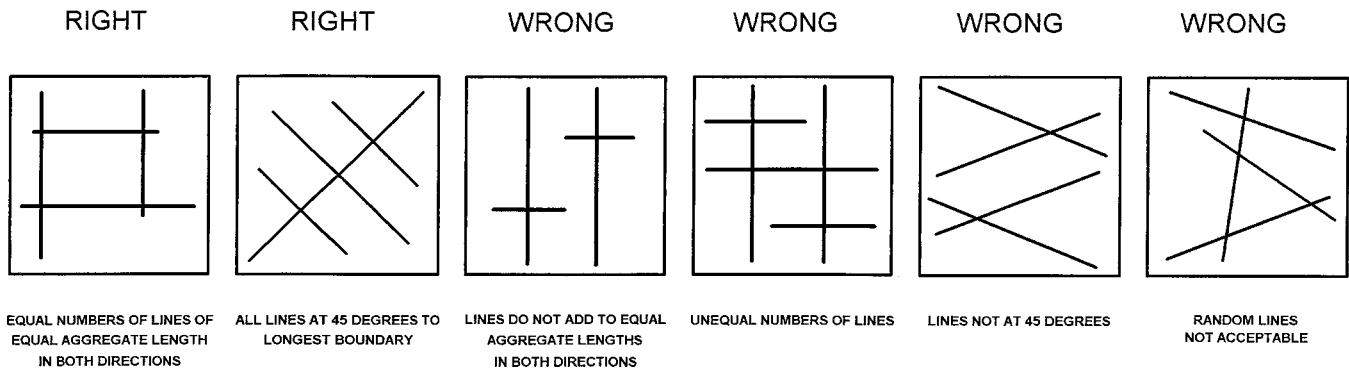 RIGHT
RIGHT
WRONG
WRONG
WRONG
WRONG
EQUAL NUMBERS OF LINES OF
EQUAL AGGREGATE LENGTH
IN BOTH DIRECTIONS
ALL LINES AT 45 DEGREES TO
LONGEST BOUNDARY
LINES DO NOT ADD TO EQUAL
AGGREGATE LENGTHS
IN BOTH DIRECTIONS
UNEQUAL NUMBERS OF LINES
LINES NOT AT 45 DEGREES
RANDOM LINES
NOT ACCEPTABLE